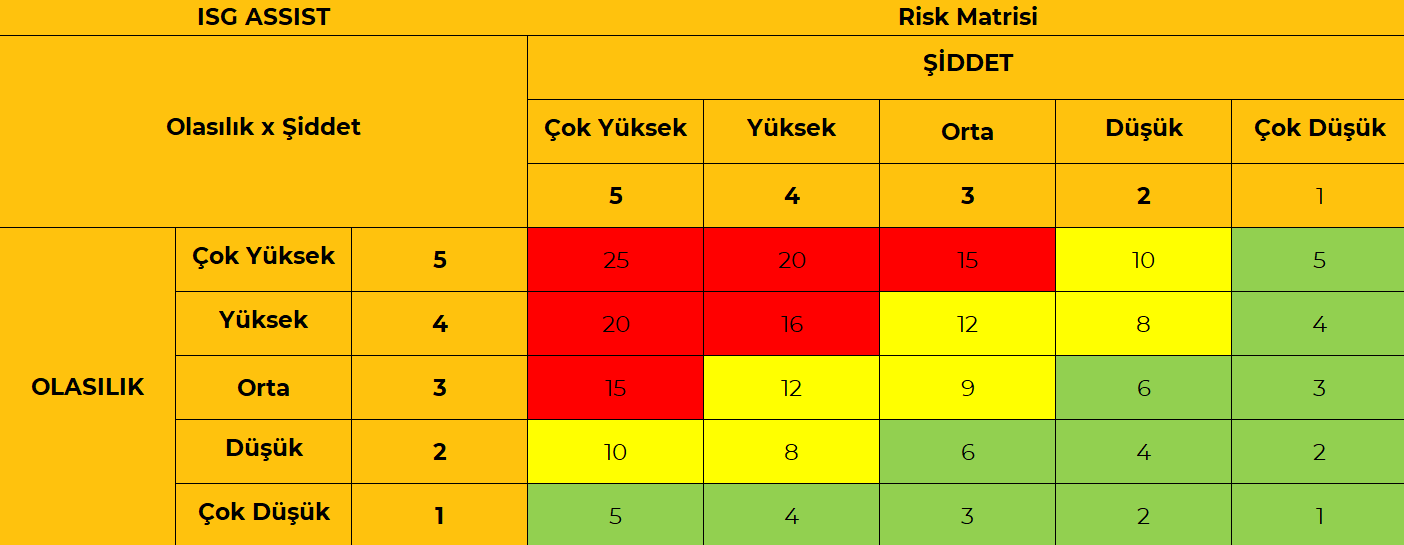 ISG ASSIST Risk Matrisi
ŞİDDET
Olasılık x Şiddet
Çok Yüksek Yüksek Orta Düşük Çok Düşük
5 4 3 2 1
Çok Yüksek 5 25 20 15 10 5
Yüksek 4 20 16 12 8 4
OLASILIK Orta 3 15 12 9 6 3
Düşük 2 10 8 6 4 2
Çok Düşük 1 5 4 3 2 1